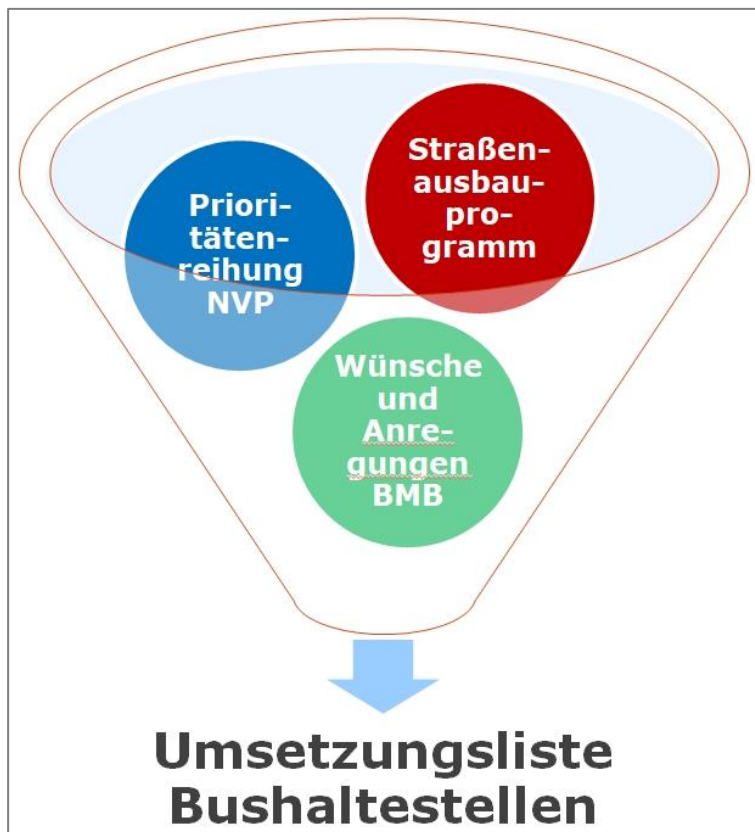 Priori-
täten-
reihung
NVP
Straßen-
ausbau-
pro-
gramm
Wünsche
und
Anre-
gungen
BMB
Umsetzungsliste
Bushaltestellen